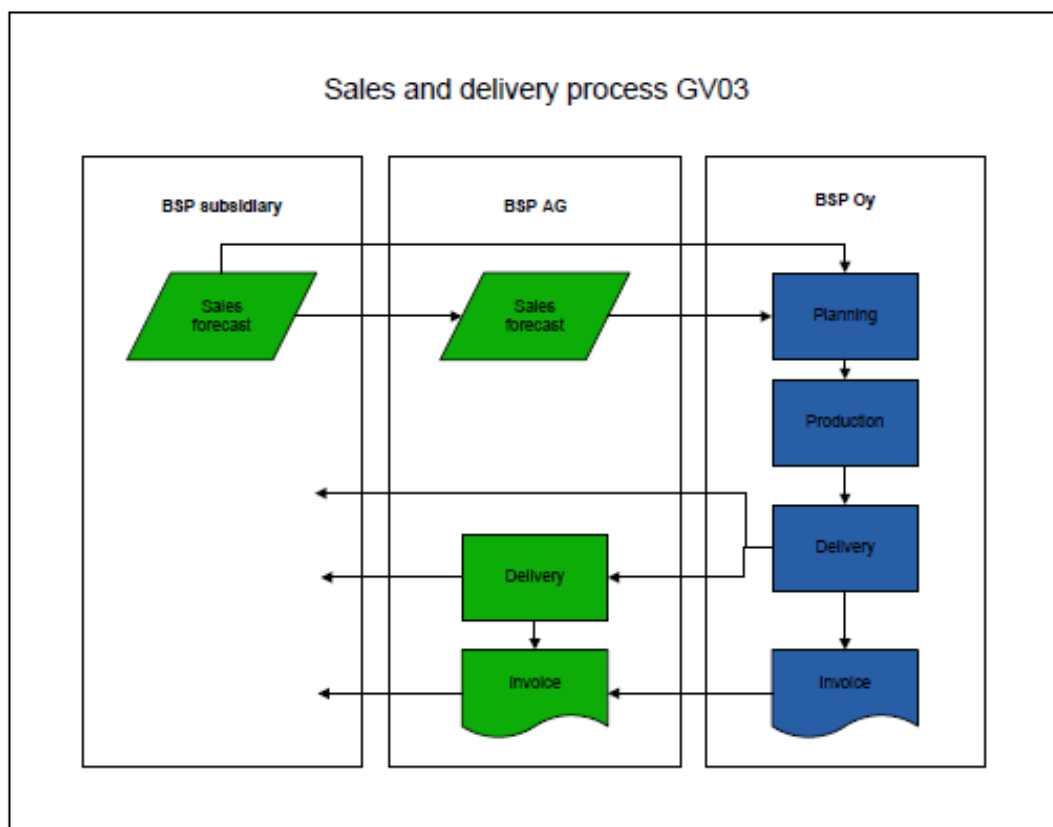 Sales and delivery process GV03
BSP subsidiary
BSP AG
BSP Oy
Sales
forecast
Sales
forecast
Planning
Production
Delivery
Delivery
Invoice
Invoice